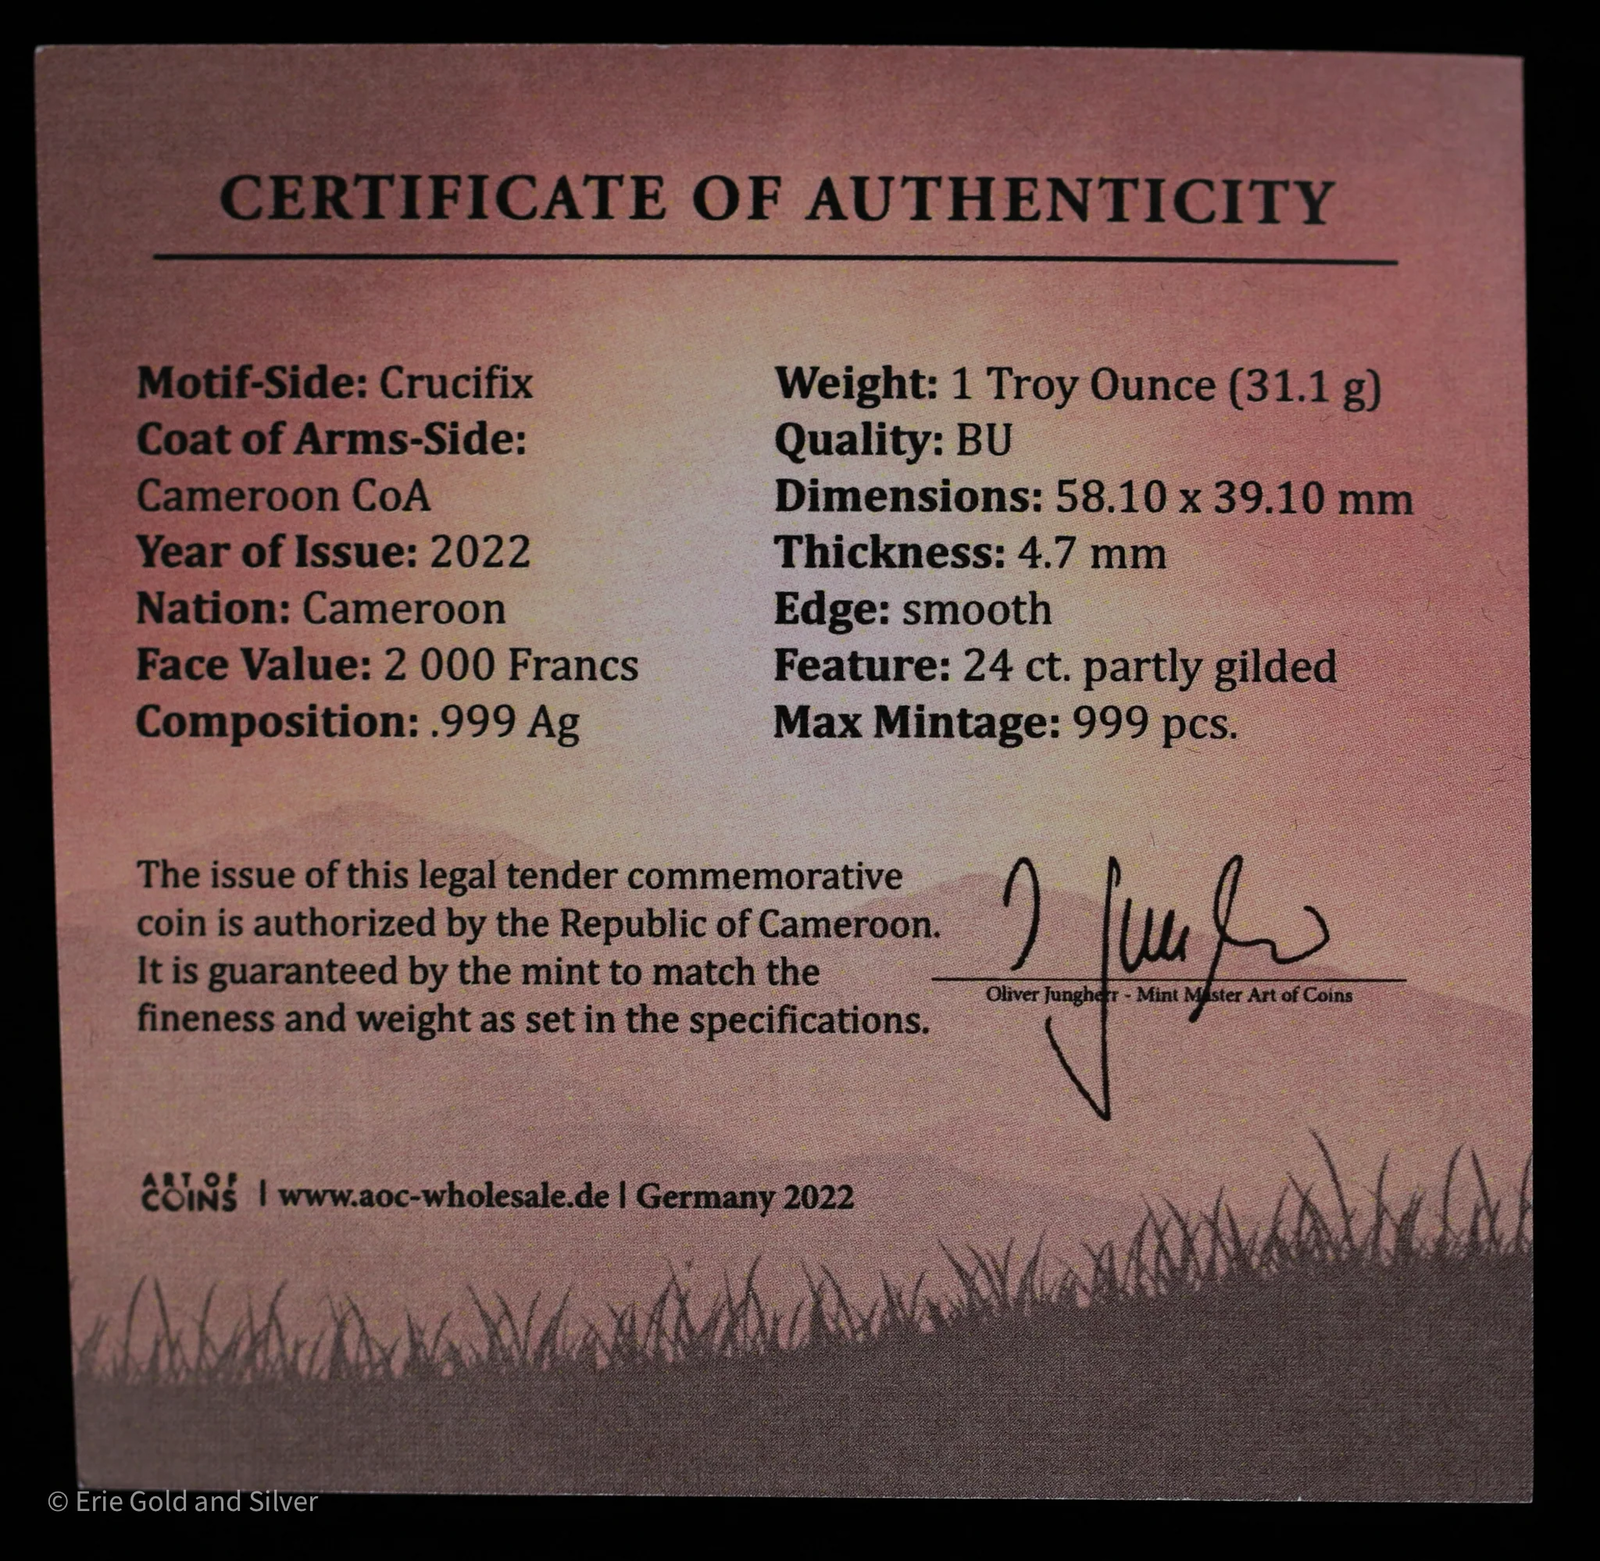 CERTIFICATE OF AUTHENTICITY
Motif-Side: Crucifix
Coat of Arms-Side:
Cameroon CoA
Year of Issue: 2022
Nation: Cameroon
Face Value: 2 000 Francs
Composition: .999 Ag
Weight: 1 Troy Ounce (31.1 g)
Quality: BU
Dimensions: 58.10 x 39.10 mm
Thickness: 4.7 mm
Edge: smooth
Feature: 24 ct. partly gilded
Max Mintage: 999 pcs.
The issue of this legal tender commemorative
coin is authorized by the Republic of Cameroon.
It is guaranteed by the mint to match the
fineness and weight as set in the specifications.
Oliver Jungherr - Mint Master Art of Coins
ART OF
COINS | www.aoc-wholesale.de | Germany 2022
© Erie Gold and Silver